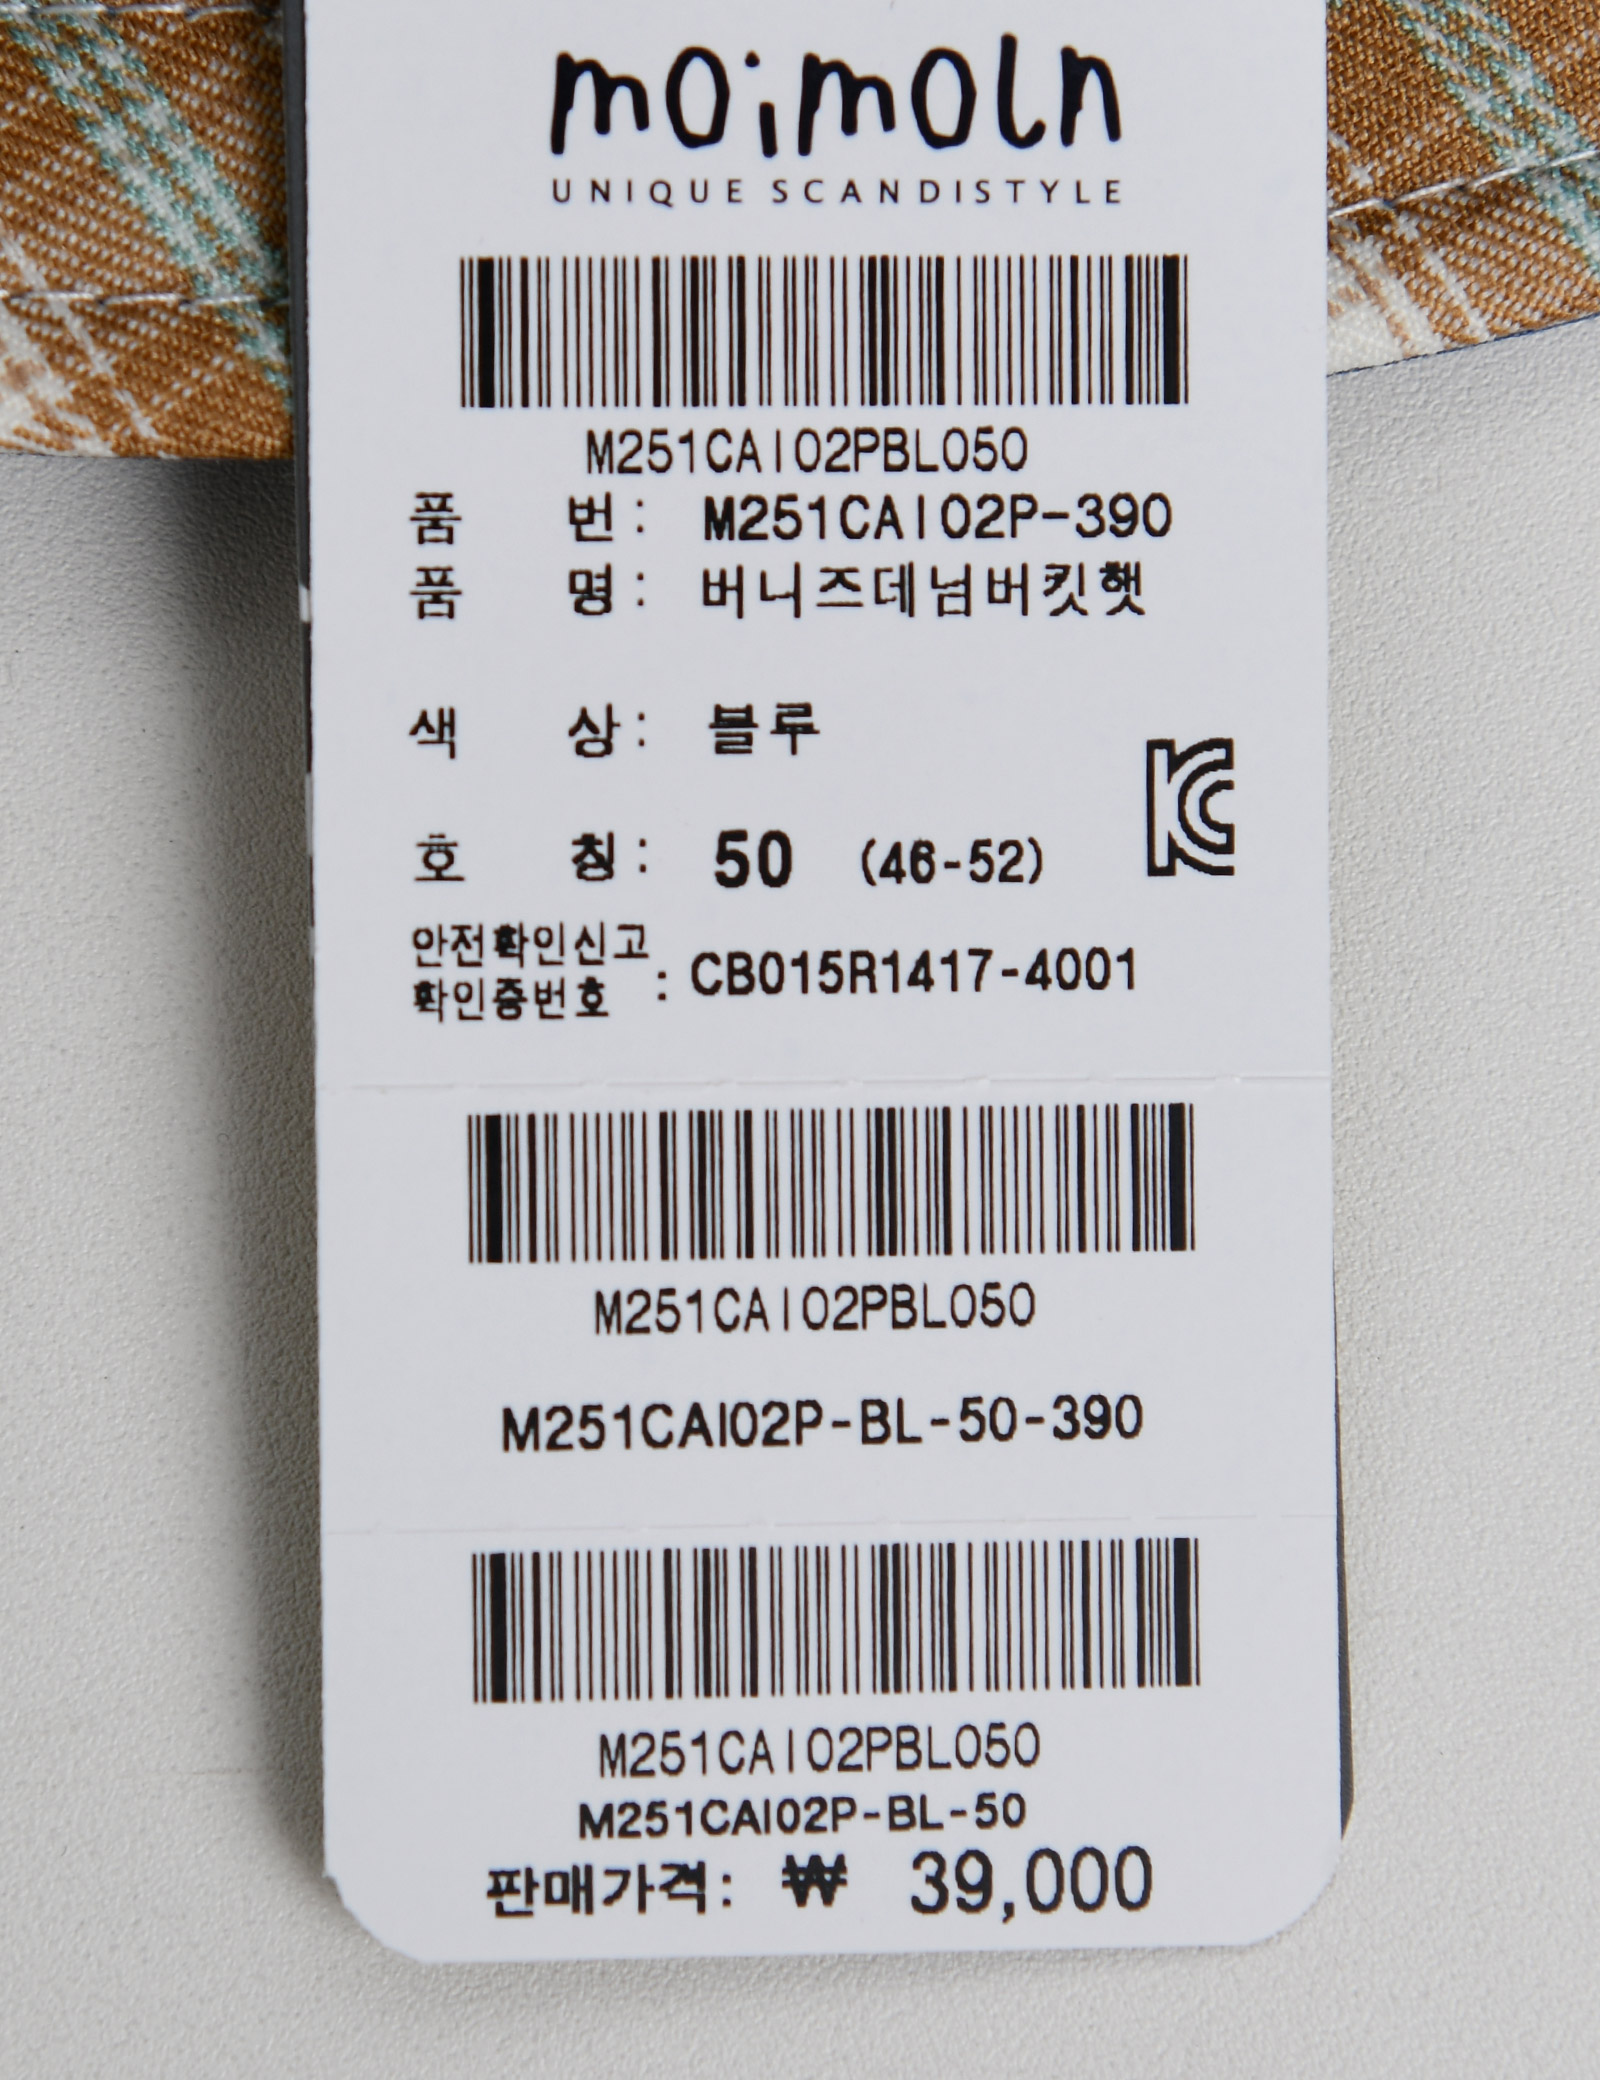 moimoln
UNIQUE SCANDISTYLE
M251CAI02PBL050
품 번: M251CAI02P-390
품 명: 버니즈데님버킷햇
색 상: 블루
호 칭: 50 (46-52)
안전확인신고
확인증번호 : CB015R1417-4001
M251CAI02PBL050
M251CAI02P-BL-50-390
M251CAI02PBL050
M251CAI02P-BL-50
판매가격: ₩ 39,000